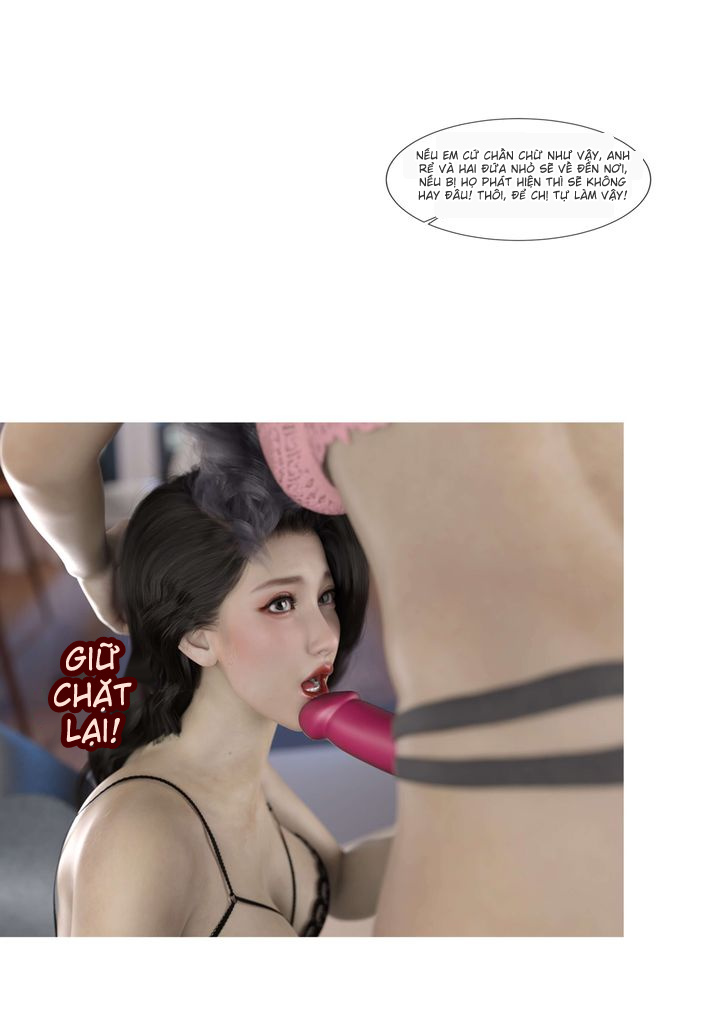 NẾU EM CỨ CHẦN CHỪ NHƯ VẬY, ANH
RỂ VÀ HAI ĐỨA NHỎ SẼ VỀ ĐẾN NƠI,
NẾU BỊ HỌ PHÁT HIỆN THÌ SẼ KHÔNG
HAY ĐÂU! THÔI, ĐỂ CHỊ TỰ LÀM VẬY!
GIỮ
CHẶT
LẠI!